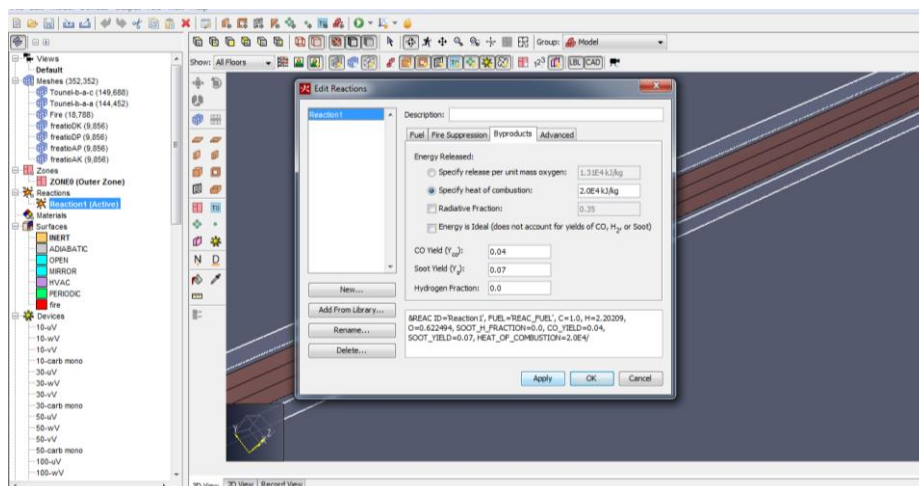 Group: Model
Views
Default
Meshes (352,352)
Tounel-b-a-c (149,688)
Tounel-b-a-a (144,452)
Fire (18,788)
freatioDK (9,856)
freatioDP (9,856)
freatioAP (9,856)
freatioAK (9,856)
Zones
ZONE0 (Outer Zone)
Reactions
Reaction1 (Active)
Materials
Surfaces
INERT
ADIABATIC
OPEN
MIRROR
HVAC
PERIODIC
fire
Devices
10-uV
10-wV
10-vV
10-carb mono
30-uV
30-wV
30-vV
30-carb mono
50-uV
50-wV
50-vV
50-carb mono
100-uV
100-wV
Show: All Floors
LBL CAD
Edit Reactions
Reaction1
New...
Add From Library...
Rename...
Delete...
Description:
Fuel Fire Suppression Byproducts Advanced
Energy Released:
Specify release per unit mass oxygen: 1.31E4 kJ/kg
Specify heat of combustion: 2.0E4 kJ/kg
Radiative Fraction: 0.35
Energy is Ideal (does not account for yields of CO, H2, or Soot)
CO Yield (Yco): 0.04
Soot Yield (Ys): 0.07
Hydrogen Fraction: 0.0
&REAC ID='Reaction1', FUEL='REAC_FUEL', C=1.0, H=2.20209,
O=0.622494, SOOT_H_FRACTION=0.0, CO_YIELD=0.04,
SOOT_YIELD=0.07, HEAT_OF_COMBUSTION=2.0E4/
Apply OK Cancel
3D View 2D View Record View